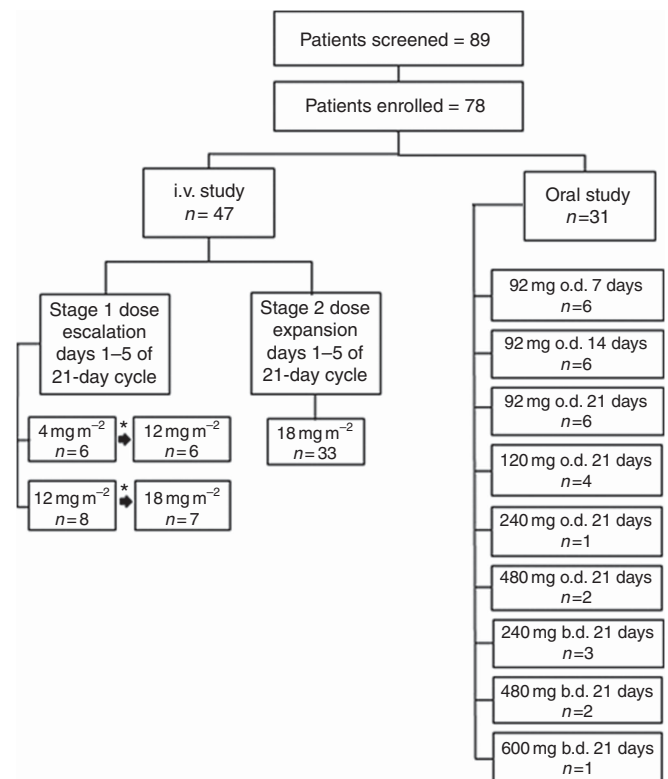 Patients screened = 89
Patients enrolled = 78
i.v. study
n= 47
Oral study
n=31
Stage 1 dose
escalation
days 1–5 of
21-day cycle
Stage 2 dose
expansion
days 1–5 of
21-day cycle
4 mg m⁻²
n=6
*
12 mg m⁻²
n=6
12 mg m⁻²
n=8
*
18 mg m⁻²
n=7
18 mg m⁻²
n=33
92 mg o.d. 7 days
n=6
92 mg o.d. 14 days
n=6
92 mg o.d. 21 days
n=6
120 mg o.d. 21 days
n=4
240 mg o.d. 21 days
n=1
480 mg o.d. 21 days
n=2
240 mg b.d. 21 days
n=3
480 mg b.d. 21 days
n=2
600 mg b.d. 21 days
n=1